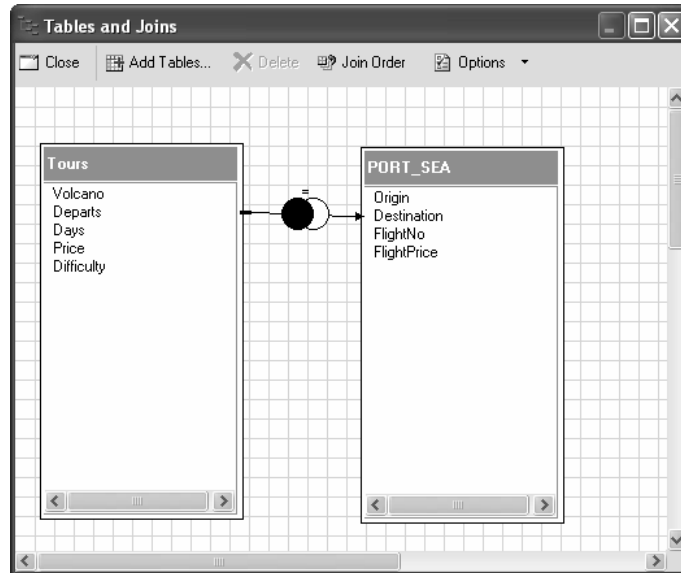 Tables and Joins
Close Add Tables... Delete Join Order Options
Tours
Volcano
Departs
Days
Price
Difficulty
=
PORT_SEA
Origin
Destination
FlightNo
FlightPrice